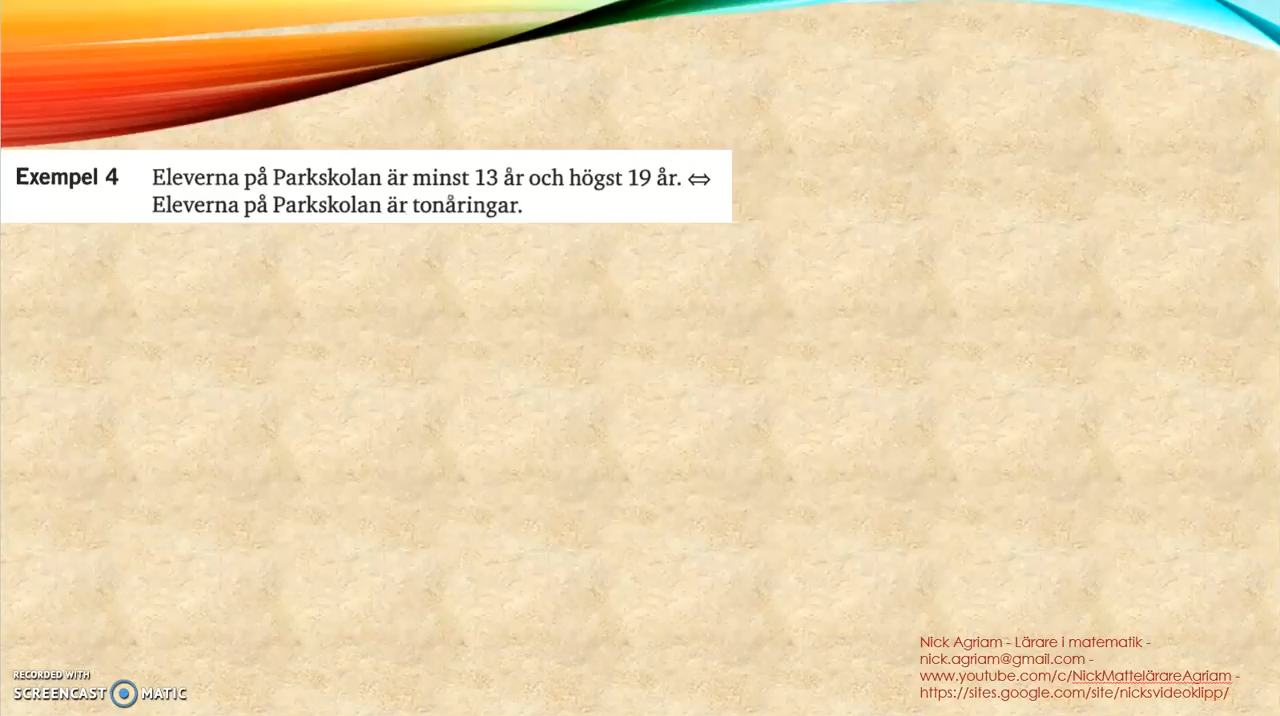 Exempel 4 Eleverna på Parkskolan är minst 13 år och högst 19 år. ⇔
Eleverna på Parkskolan är tonåringar.
Nick Agriam - Lärare i matematik -
nick.agriam@gmail.com -
www.youtube.com/c/NickMattelärareAgriam -
https://sites.google.com/site/nicksvideoklipp/
RECORDED WITH
SCREENCAST MATIC